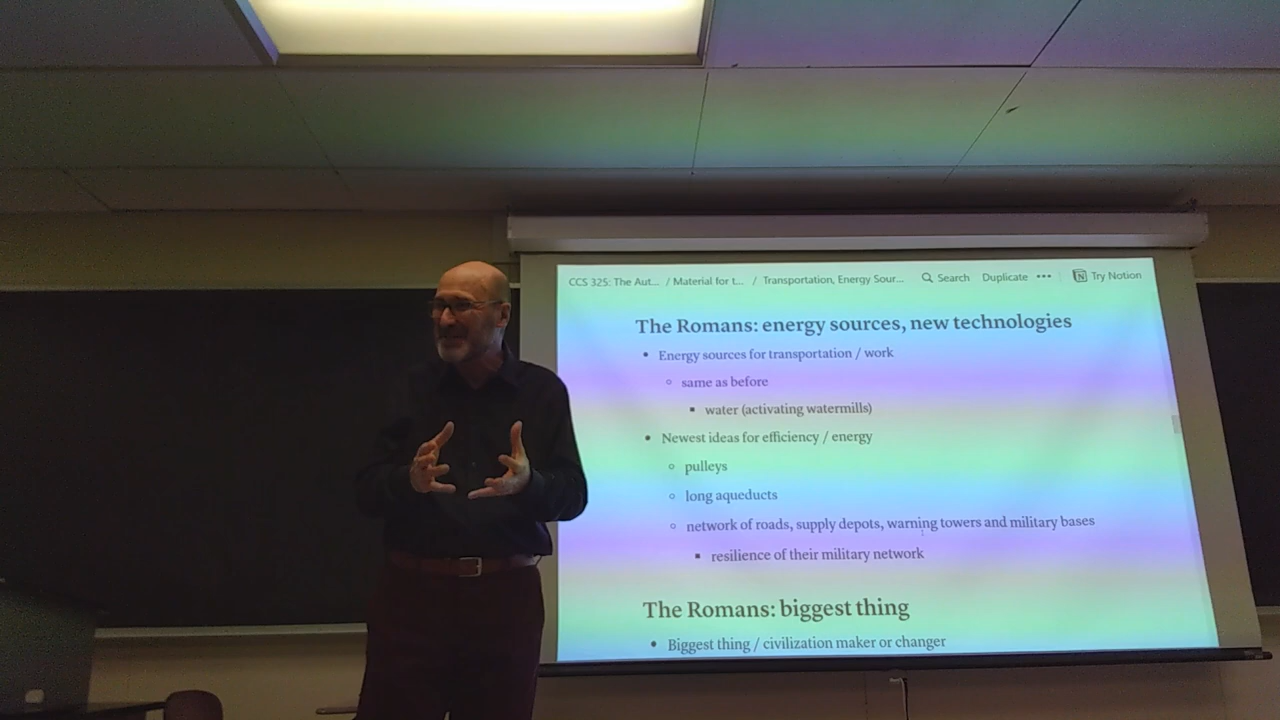 CCS 325: The Aut... / Material for t... / Transportation, Energy Sour... Search Duplicate ••• Try Notion
The Romans: energy sources, new technologies
• Energy sources for transportation / work
◦ same as before
▪ water (activating watermills)
• Newest ideas for efficiency / energy
◦ pulleys
◦ long aqueducts
◦ network of roads, supply depots, warning towers and military bases
▪ resilience of their military network
The Romans: biggest thing
• Biggest thing / civilization maker or changer